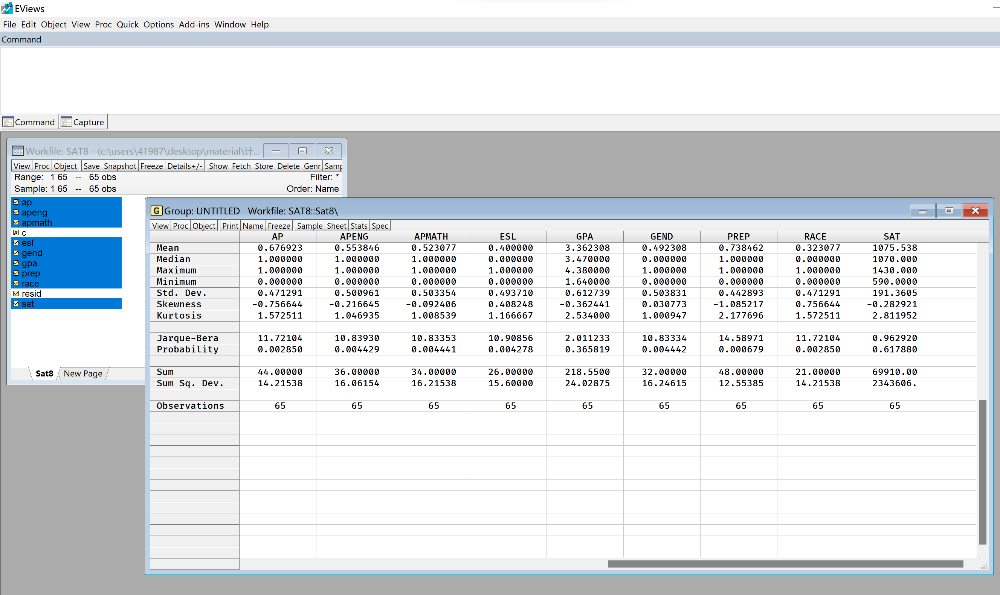 12 EViews
File Edit Object View Proc Quick Options Add-ins Window Help
Command
Command Capture
Workfile: SAT8 - (c:\users\41987\desktop\material\计...
View Proc Object Save Snapshot Freeze Details+/- Show Fetch Store Delete Genr Samp
Range: 1 65 -- 65 obs Filter: *
Sample: 1 65 -- 65 obs Order: Name
ap
apeng
apmath
β c
esl
gend
gpa
prep
race
resid
sat
Sat8 New Page
G Group: UNTITLED Workfile: SAT8::Sat8\
View Proc Object Print Name Freeze Sample Sheet Stats Spec
AP APENG APMATH ESL GPA GEND PREP RACE SAT
Mean 0.676923 0.553846 0.523077 0.400000 3.362308 0.492308 0.738462 0.323077 1075.538
Median 1.000000 1.000000 1.000000 0.000000 3.470000 0.000000 1.000000 0.000000 1070.000
Maximum 1.000000 1.000000 1.000000 1.000000 4.380000 1.000000 1.000000 1.000000 1430.000
Minimum 0.000000 0.000000 0.000000 0.000000 1.640000 0.000000 0.000000 0.000000 590.0000
Std. Dev. 0.471291 0.500961 0.503354 0.493710 0.612739 0.503831 0.442893 0.471291 191.3605
Skewness -0.756644 -0.216645 -0.092406 0.408248 -0.362441 0.030773 -1.085217 0.756644 -0.282921
Kurtosis 1.572511 1.046935 1.008539 1.166667 2.534000 1.000947 2.177696 1.572511 2.811952
Jarque-Bera 11.72104 10.83930 10.83353 10.90856 2.011233 10.83334 14.58971 11.72104 0.962920
Probability 0.002850 0.004429 0.004441 0.004278 0.365819 0.004442 0.000679 0.002850 0.617880
Sum 44.00000 36.00000 34.00000 26.00000 218.5500 32.00000 48.00000 21.00000 69910.00
Sum Sq. Dev. 14.21538 16.06154 16.21538 15.60000 24.02875 16.24615 12.55385 14.21538 2343606.
Observations 65 65 65 65 65 65 65 65 65